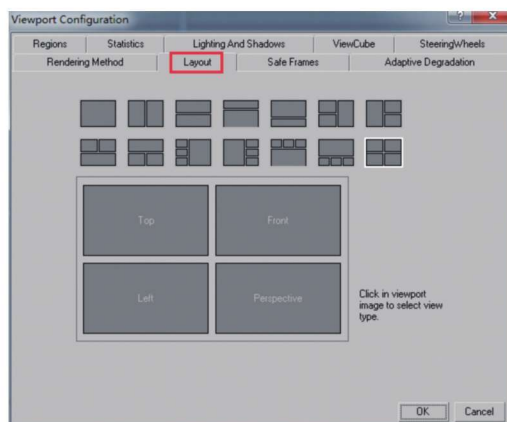 Viewport Configuration
Regions Statistics Lighting And Shadows ViewCube SteeringWheels
Rendering Method Layout Safe Frames Adaptive Degradation
Top Front
Left Perspective
Click in viewport
image to select view
type.
OK Cancel